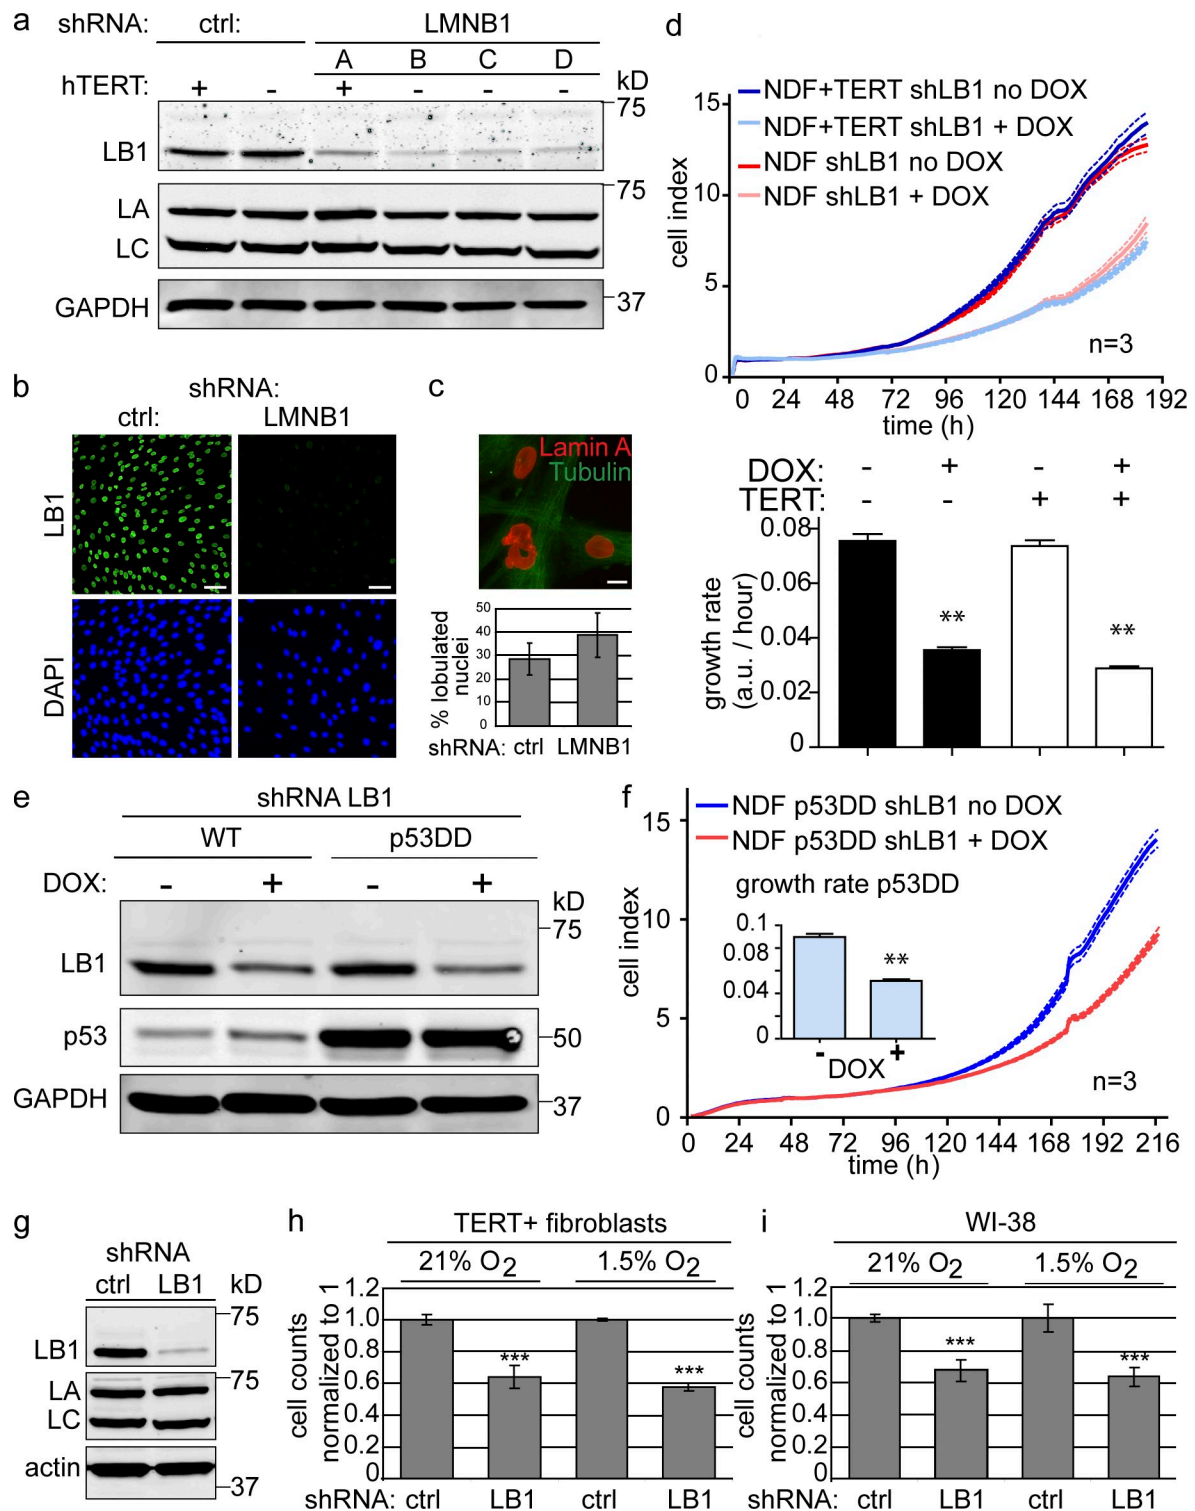 a
shRNA: ctrl: LMNB1
A B C D
hTERT: + - + - - - kD
75
LB1
75
LA
LC
37
GAPDH
b
shRNA:
ctrl: LMNB1
LB1
DAPI
c
Lamin A
Tubulin
% lobulated
nuclei
50
40
30
20
10
0
shRNA: ctrl LMNB1
d
NDF+TERT shLB1 no DOX
NDF+TERT shLB1 + DOX
NDF shLB1 no DOX
NDF shLB1 + DOX
cell index
15
10
5
0
n=3
0 24 48 72 96 120 144 168 192
time (h)
DOX: - + - +
TERT: - - + +
growth rate
(a.u. / hour)
0.08
0.06
0.04
0.02
0
** **
e
shRNA LB1
WT p53DD
DOX: - + - +
kD
75
LB1
p53 50
GAPDH 37
f
NDF p53DD shLB1 no DOX
NDF p53DD shLB1 + DOX
growth rate p53DD
cell index
15
10
5
0
0.1
0.08
0.04
0
**
- DOX +
n=3
0 24 48 72 96 120 144 168 192 216
time (h)
g
shRNA
ctrl LB1 kD
75
LB1
75
LA
LC
actin
37
h
TERT+ fibroblasts
21% O2 1.5% O2
cell counts
normalized to 1
1.2
1.0
0.8
0.6
0.4
0.2
0
*** ***
shRNA: ctrl LB1 ctrl LB1
i
WI-38
21% O2 1.5% O2
cell counts
normalized to 1
1.2
1.0
0.8
0.6
0.4
0.2
0
*** ***
shRNA: ctrl LB1 ctrl LB1